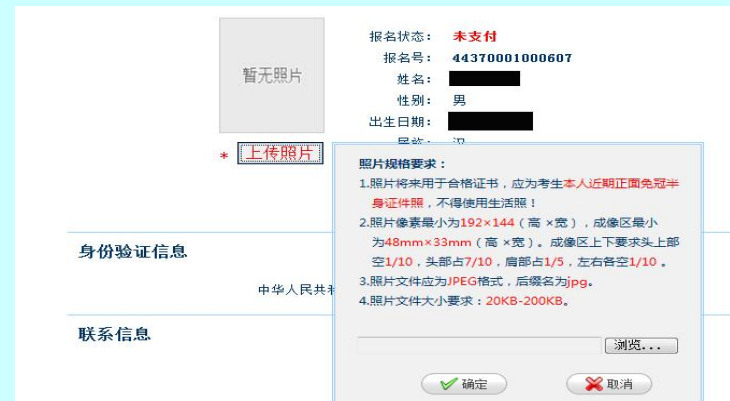 暂无照片
* 上传照片
报名状态： 未支付
报名号： 44370001000607
姓名：
性别： 男
出生日期：
民族： 汉
照片规格要求：
1.照片将来用于合格证书，应为考生本人近期正面免冠半
身证件照，不得使用生活照！
2.照片像素最小为192×144（高 ×宽），成像区最小
为48mm×33mm（高 ×宽）。成像区上下要求头上部
空1/10，头部占7/10，肩部占1/5，左右各空1/10 。
3.照片文件应为JPEG格式，后缀名为jpg。
4.照片文件大小要求：20KB-200KB。
浏览...
确定 取消
身份验证信息
中华人民共和
联系信息